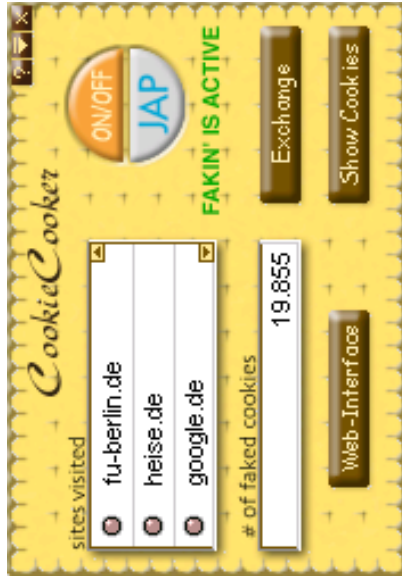 ?
x
CookieCooker
sites visited
fu-berlin.de
heise.de
google.de
ON/OFF
JAP
FAKIN' IS ACTIVE
# of faked cookies
19.855
Exchange
Web-Interface
Show Cookies